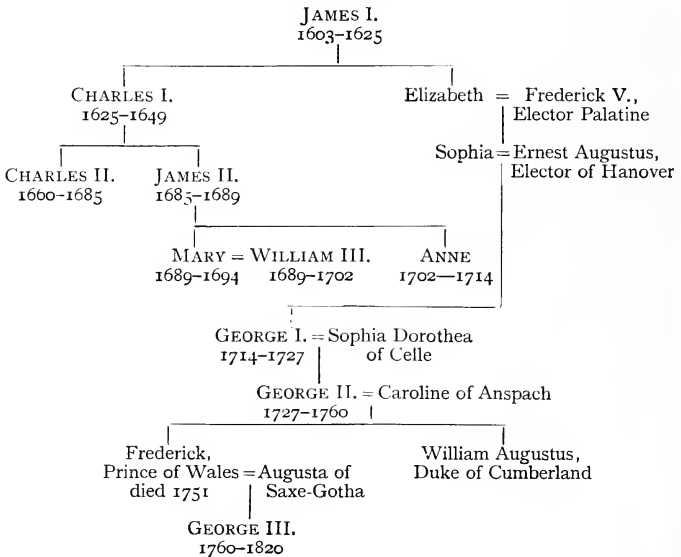 JAMES I.
1603–1625
CHARLES I.
1625–1649
Elizabeth = Frederick V.,
Elector Palatine
CHARLES II.
1660–1685
JAMES II.
1685–1689
Sophia = Ernest Augustus,
Elector of Hanover
MARY = WILLIAM III.
1689–1694 1689–1702
ANNE
1702—1714
GEORGE I. = Sophia Dorothea
1714–1727 of Celle
GEORGE II. = Caroline of Anspach
1727–1760
Frederick,
Prince of Wales = Augusta of
died 1751 Saxe-Gotha
William Augustus,
Duke of Cumberland
GEORGE III.
1760–1820